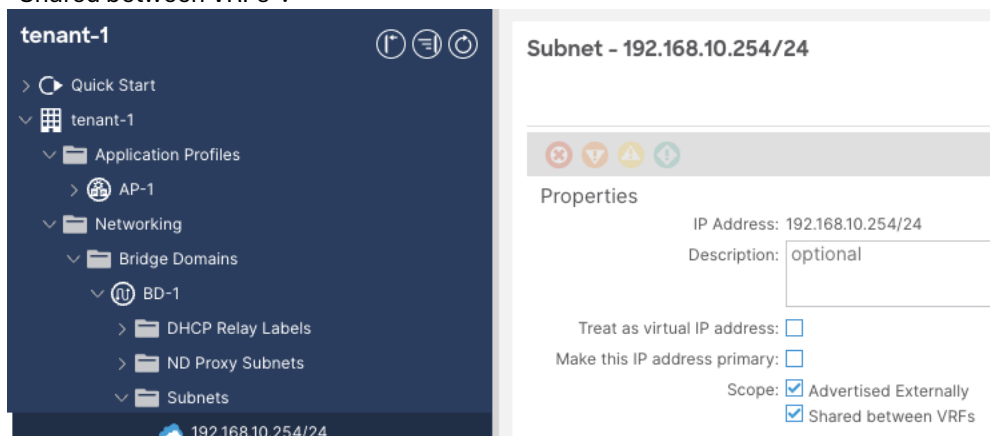 Shared between VRFs
tenant-1
Quick Start
tenant-1
Application Profiles
AP-1
Networking
Bridge Domains
BD-1
DHCP Relay Labels
ND Proxy Subnets
Subnets
192.168.10.254/24
Subnet - 192.168.10.254/24
Properties
IP Address: 192.168.10.254/24
Description: optional
Treat as virtual IP address:
Make this IP address primary:
Scope: Advertised Externally
Shared between VRFs